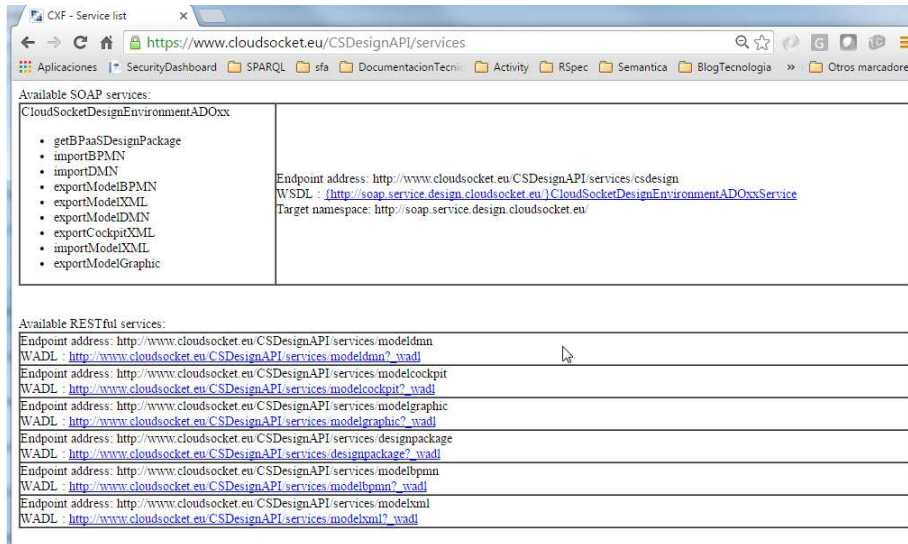 CXF - Service list
https://www.cloudsocket.eu/CSDesignAPI/services
Aplicaciones SecurityDashboard SPARQL sfa DocumentacionTecnic Activity RSpec Semantica BlogTecnologia » Otros marcadore
Available SOAP services:
CloudSocketDesignEnvironmentADOxx
• getBPaaSDesignPackage
• importBPMN
• importDMN
• exportModelBPMN
• exportModelXML
• exportModelDMN
• exportCockpitXML
• importModelXML
• exportModelGraphic
Endpoint address: http://www.cloudsocket.eu/CSDesignAPI/services/csdesign
WSDL : {http://soap.service.design.cloudsocket.eu/}CloudSocketDesignEnvironmentADOxxService
Target namespace: http://soap.service.design.cloudsocket.eu/
Available RESTful services:
Endpoint address: http://www.cloudsocket.eu/CSDesignAPI/services/modeldmn
WADL : http://www.cloudsocket.eu/CSDesignAPI/services/modeldmn?_wadl
Endpoint address: http://www.cloudsocket.eu/CSDesignAPI/services/modelcockpit
WADL : http://www.cloudsocket.eu/CSDesignAPI/services/modelcockpit?_wadl
Endpoint address: http://www.cloudsocket.eu/CSDesignAPI/services/modelgraphic
WADL : http://www.cloudsocket.eu/CSDesignAPI/services/modelgraphic?_wadl
Endpoint address: http://www.cloudsocket.eu/CSDesignAPI/services/designpackage
WADL : http://www.cloudsocket.eu/CSDesignAPI/services/designpackage?_wadl
Endpoint address: http://www.cloudsocket.eu/CSDesignAPI/services/modelbpmn
WADL : http://www.cloudsocket.eu/CSDesignAPI/services/modelbpmn?_wadl
Endpoint address: http://www.cloudsocket.eu/CSDesignAPI/services/modelxml
WADL : http://www.cloudsocket.eu/CSDesignAPI/services/modelxml?_wadl